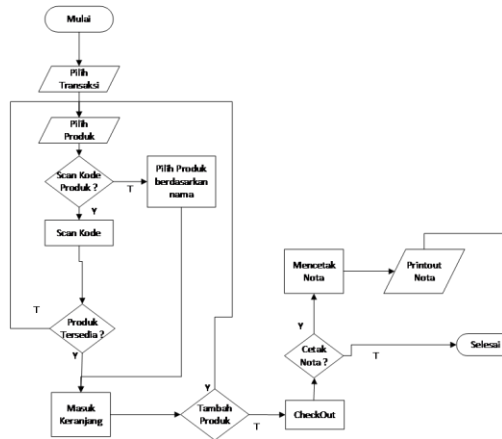 Mulai
Pilih
Transaksi
Pilih
Produk
Scan Kode
Produk ?
T
Pilih Produk
berdasarkan
nama
Y
Scan Kode
T
Produk
Tersedia ?
Y
Masuk
Keranjang
Y
Tambah
Produk
T
CheckOut
Cetak
Nota ?
Y
T
Mencetak
Nota
Printout
Nota
Selesai